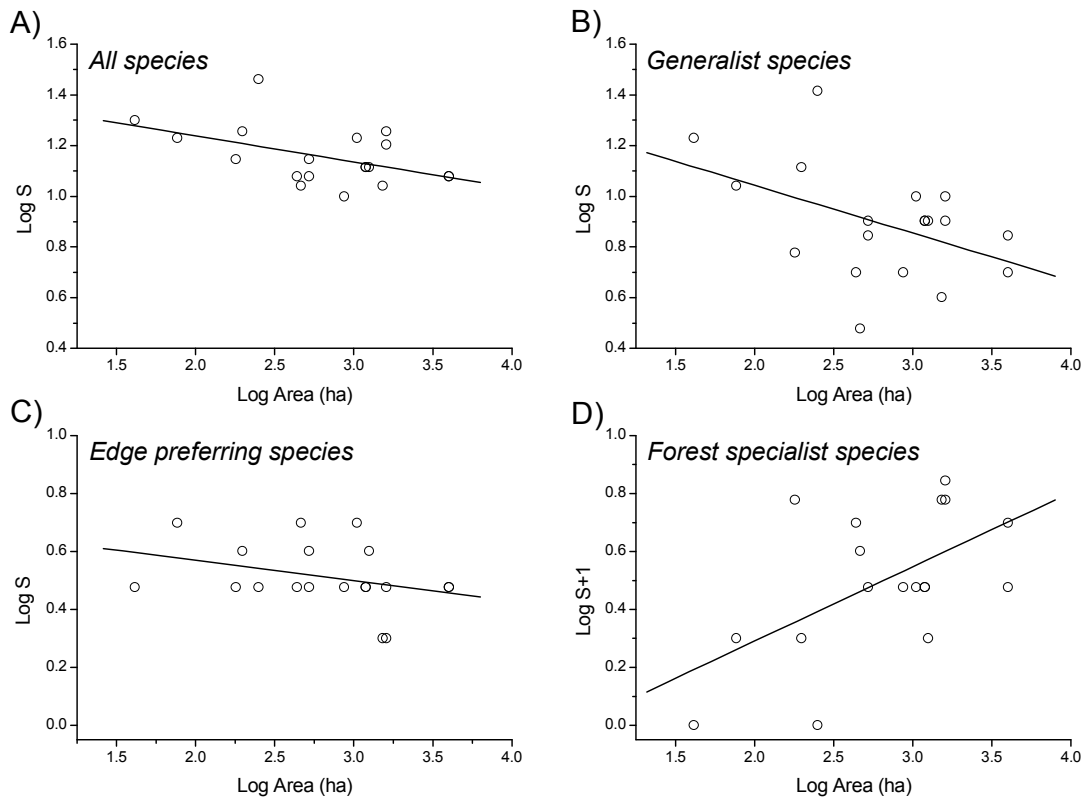 A)
All species
1.6
1.4
1.2
1.0
0.8
0.6
0.4
Log S
1.5 2.0 2.5 3.0 3.5 4.0
Log Area (ha)
B)
Generalist species
1.6
1.4
1.2
1.0
0.8
0.6
0.4
Log S
1.5 2.0 2.5 3.0 3.5 4.0
Log Area (ha)
C)
Edge preferring species
1.0
0.8
0.6
0.4
0.2
0.0
Log S
1.5 2.0 2.5 3.0 3.5 4.0
Log Area (ha)
D)
Forest specialist species
1.0
0.8
0.6
0.4
0.2
0.0
Log S+1
1.5 2.0 2.5 3.0 3.5 4.0
Log Area (ha)